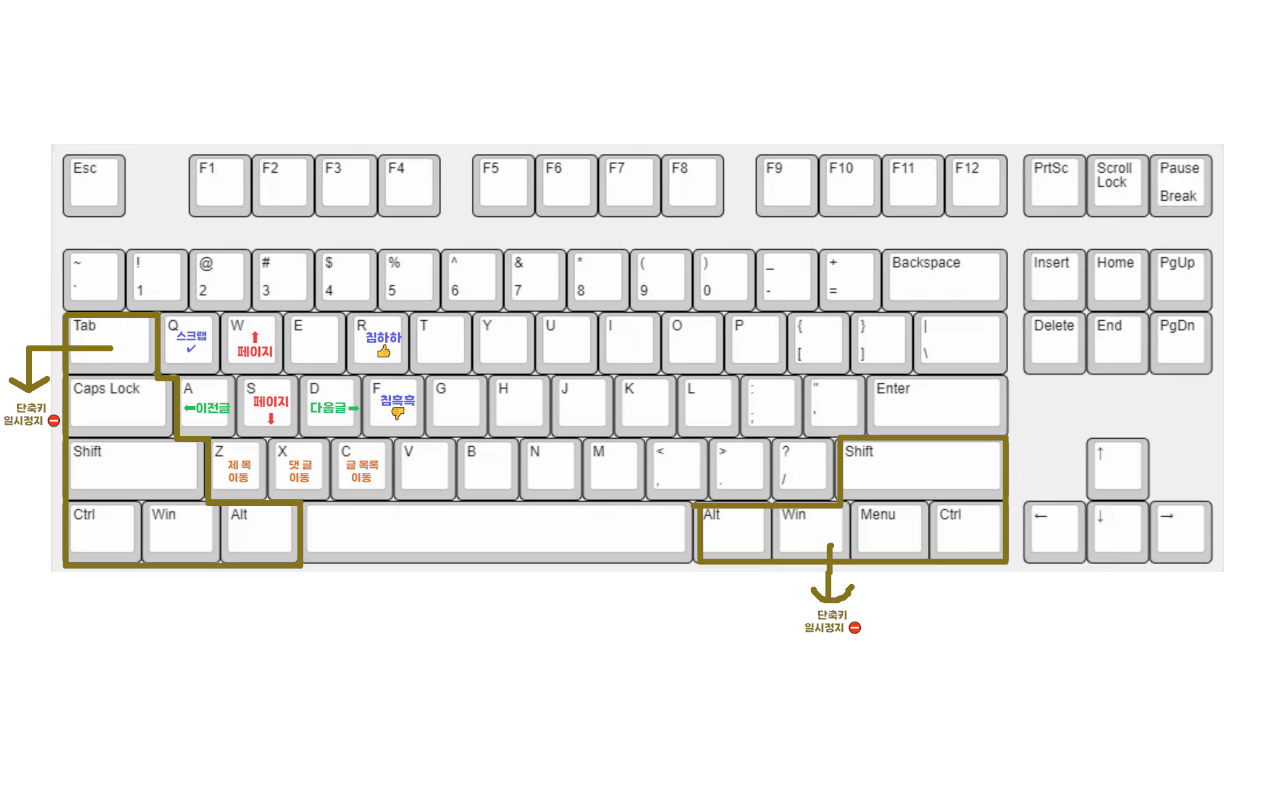 Esc F1 F2 F3 F4 F5 F6 F7 F8 F9 F10 F11 F12 PrtSc Scroll Lock Pause Break
~ ` ! 1 @ 2 # 3 $ 4 % 5 ^ 6 & 7 * 8 ( 9 ) 0 _ - + = Backspace Insert Home PgUp
Tab Q 스크랩 ✓ W ⬆ 페이지 E R 침하하 👍 T Y U I O P { [ } ] | \ Delete End PgDn
Caps Lock A ⬅이전글 S 페이지 ⬇ D 다음글➡ F 침흑흑 👎 G H J K L : ; " ' Enter
단축키
일시정지 ⛔
Shift Z 제 목 이동 X 댓 글 이동 C 글 목록 이동 V B N M < , > . ? / Shift ↑
Ctrl Win Alt Alt Win Menu Ctrl ← ↓ →
단축키
일시정지 ⛔